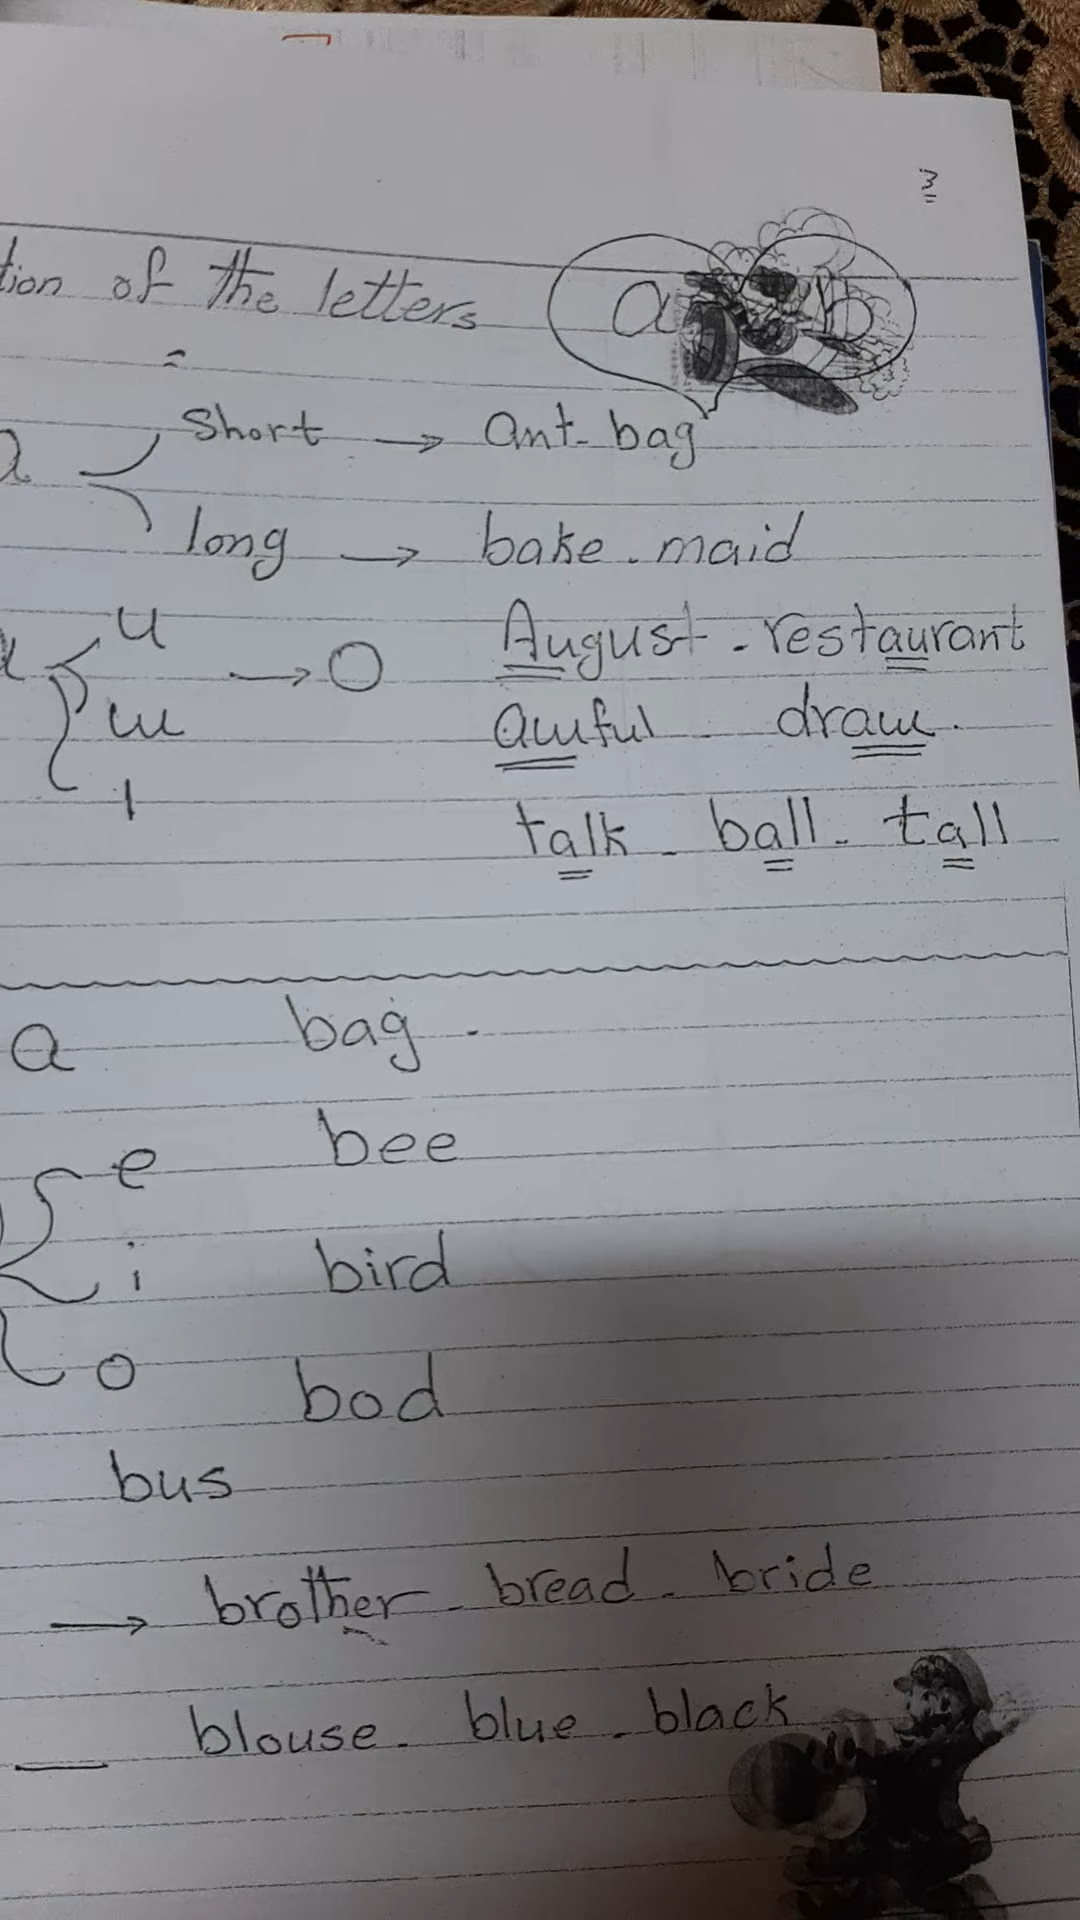 tion of the letters a b
a short → ant - bag
long → bake . maid
a u → O August - restaurant
w awful draw .
l talk - ball - tall
a bag .
e bee
i bird
o bod
bus
→ brother - bread - bride
blouse . blue . black